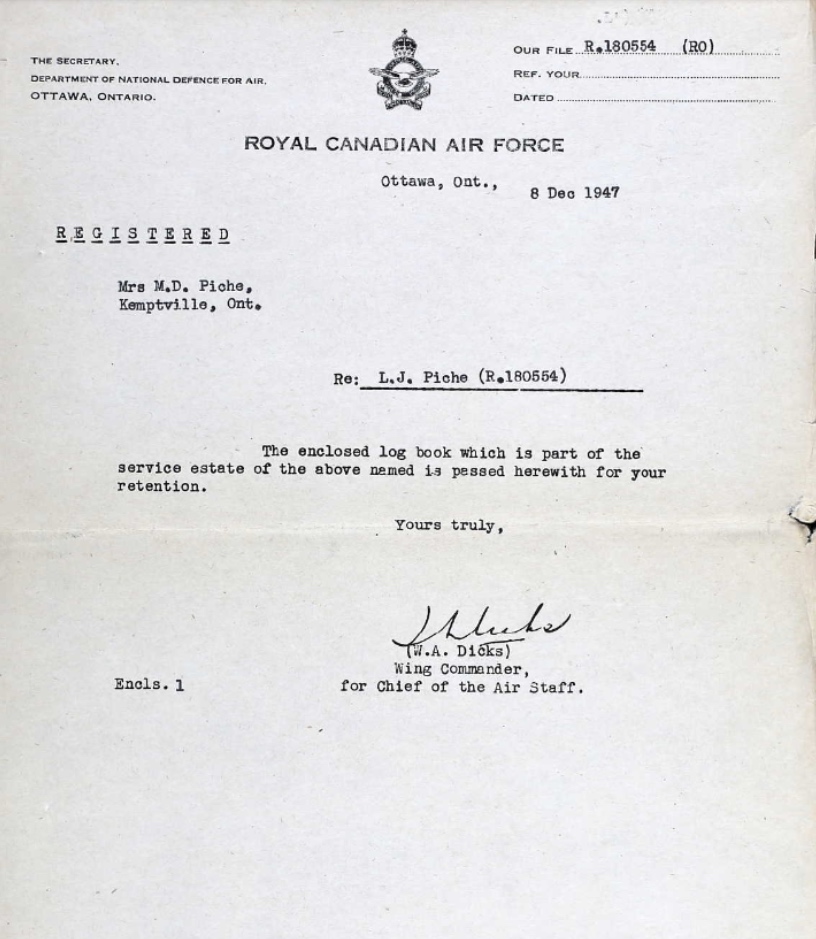 THE SECRETARY,
DEPARTMENT OF NATIONAL DEFENCE FOR AIR,
OTTAWA, ONTARIO.
OUR FILE R.180554 (RO)
REF. YOUR
DATED
ROYAL CANADIAN AIR FORCE
Ottawa, Ont., 8 Dec 1947
REGISTERED
Mrs M.D. Piche,
Kemptville, Ont.
Re: L.J. Piche (R.180554)
The enclosed log book which is part of the
service estate of the above named is passed herewith for your
retention.
Yours truly,
(W.A. Dicks)
Wing Commander,
for Chief of the Air Staff.
Encls. 1